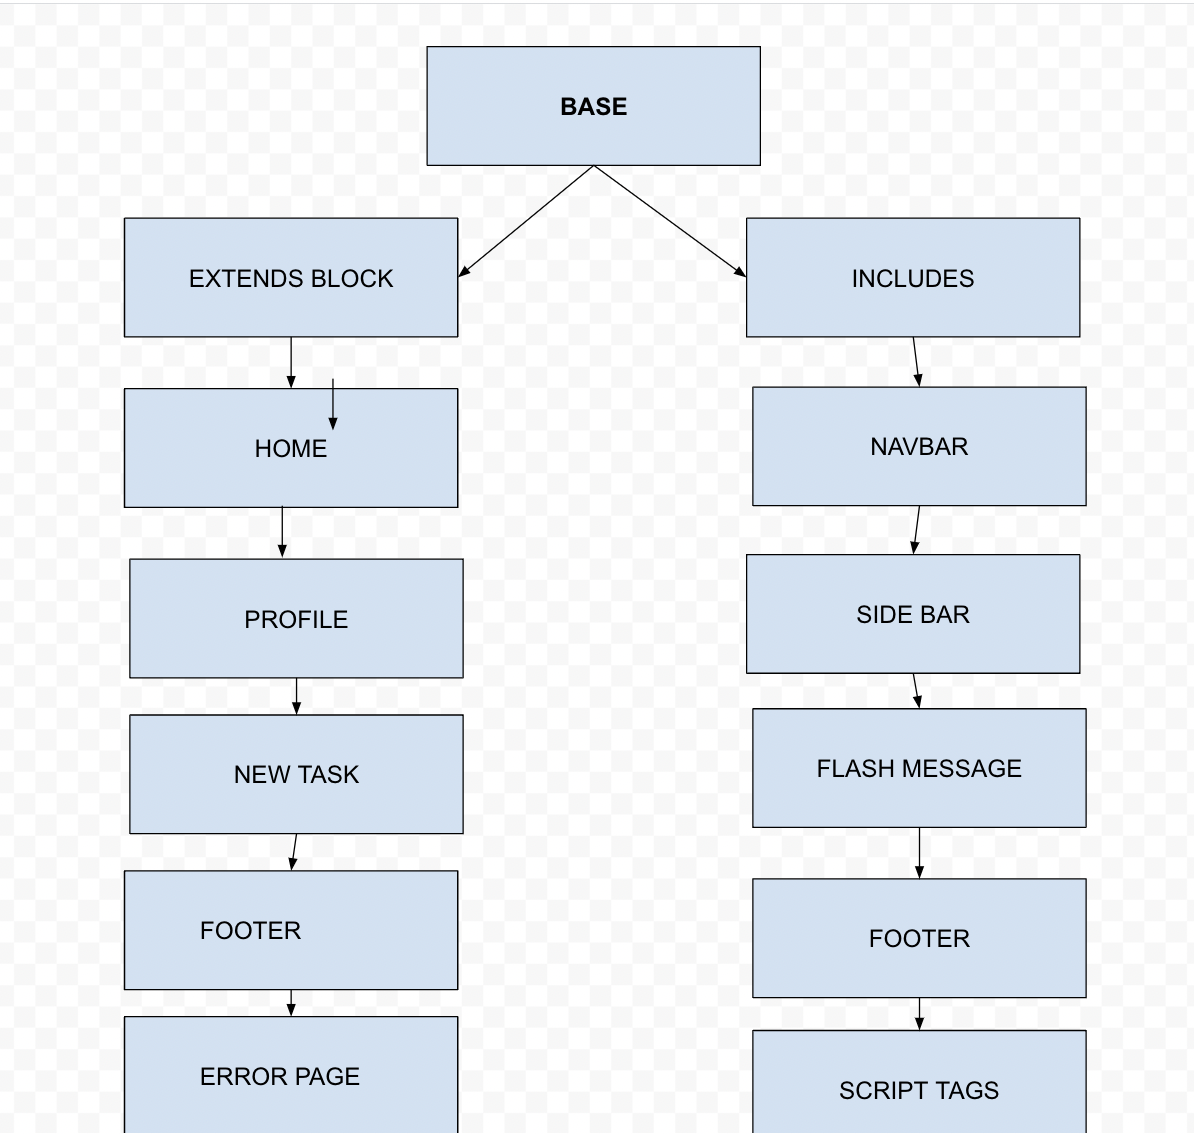 BASE
EXTENDS BLOCK
INCLUDES
HOME
NAVBAR
PROFILE
SIDE BAR
NEW TASK
FLASH MESSAGE
FOOTER
FOOTER
ERROR PAGE
SCRIPT TAGS